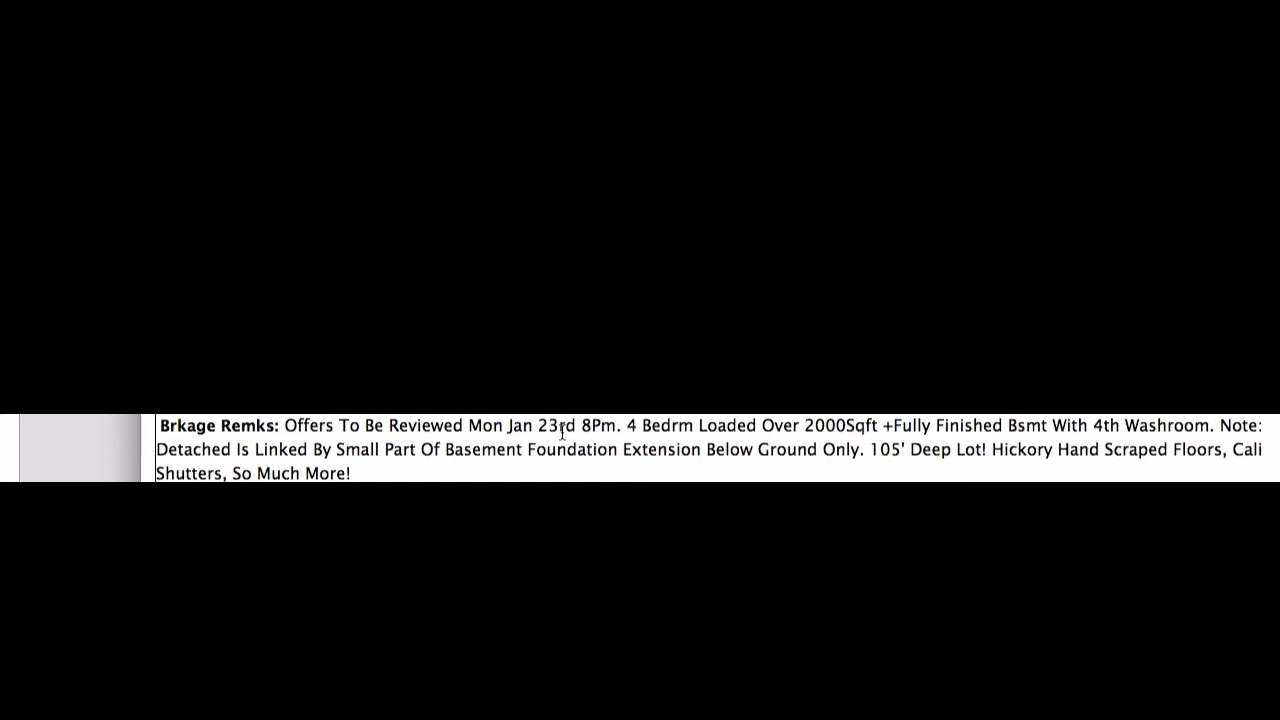 Brkage Remks: Offers To Be Reviewed Mon Jan 23rd 8Pm. 4 Bedrm Loaded Over 2000Sqft +Fully Finished Bsmt With 4th Washroom. Note:
Detached Is Linked By Small Part Of Basement Foundation Extension Below Ground Only. 105' Deep Lot! Hickory Hand Scraped Floors, Cali
Shutters, So Much More!